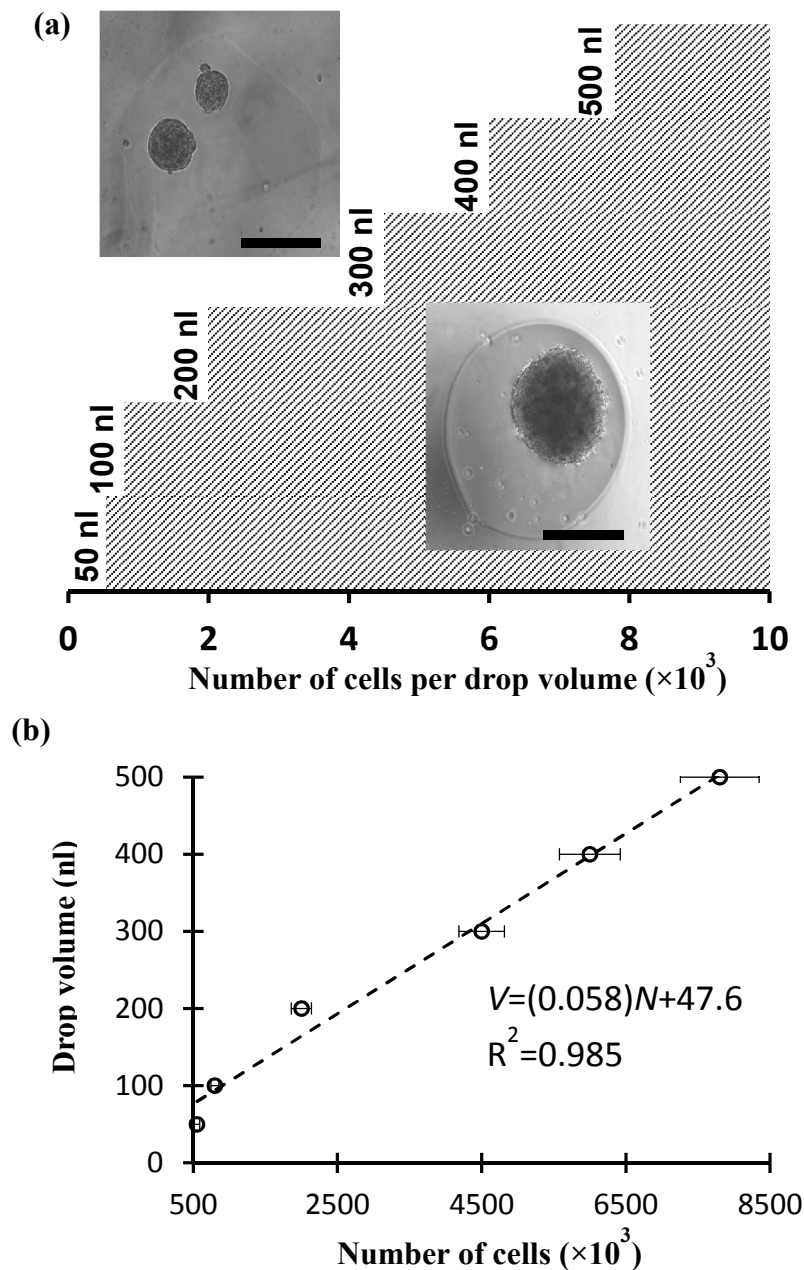 (a)
500 nl
400 nl
300 nl
200 nl
100 nl
50 nl
0 2 4 6 8 10
Number of cells per drop volume (×10³)
(b)
500
400
300
200
100
0
Drop volume (nl)
V=(0.058)N+47.6
R²=0.985
500 2500 4500 6500 8500
Number of cells (×10³)